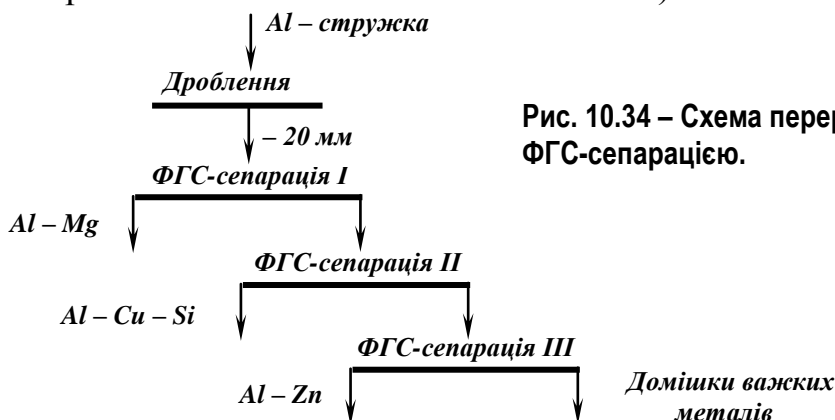 Al – стружка
Дроблення
– 20 мм
Рис. 10.34 – Схема
ФГС-сепарацією.
ФГС-сепарація I
Al – Mg
ФГС-сепарація II
Al – Cu – Si
ФГС-сепарація III
Al – Zn
Домішки важких
металів